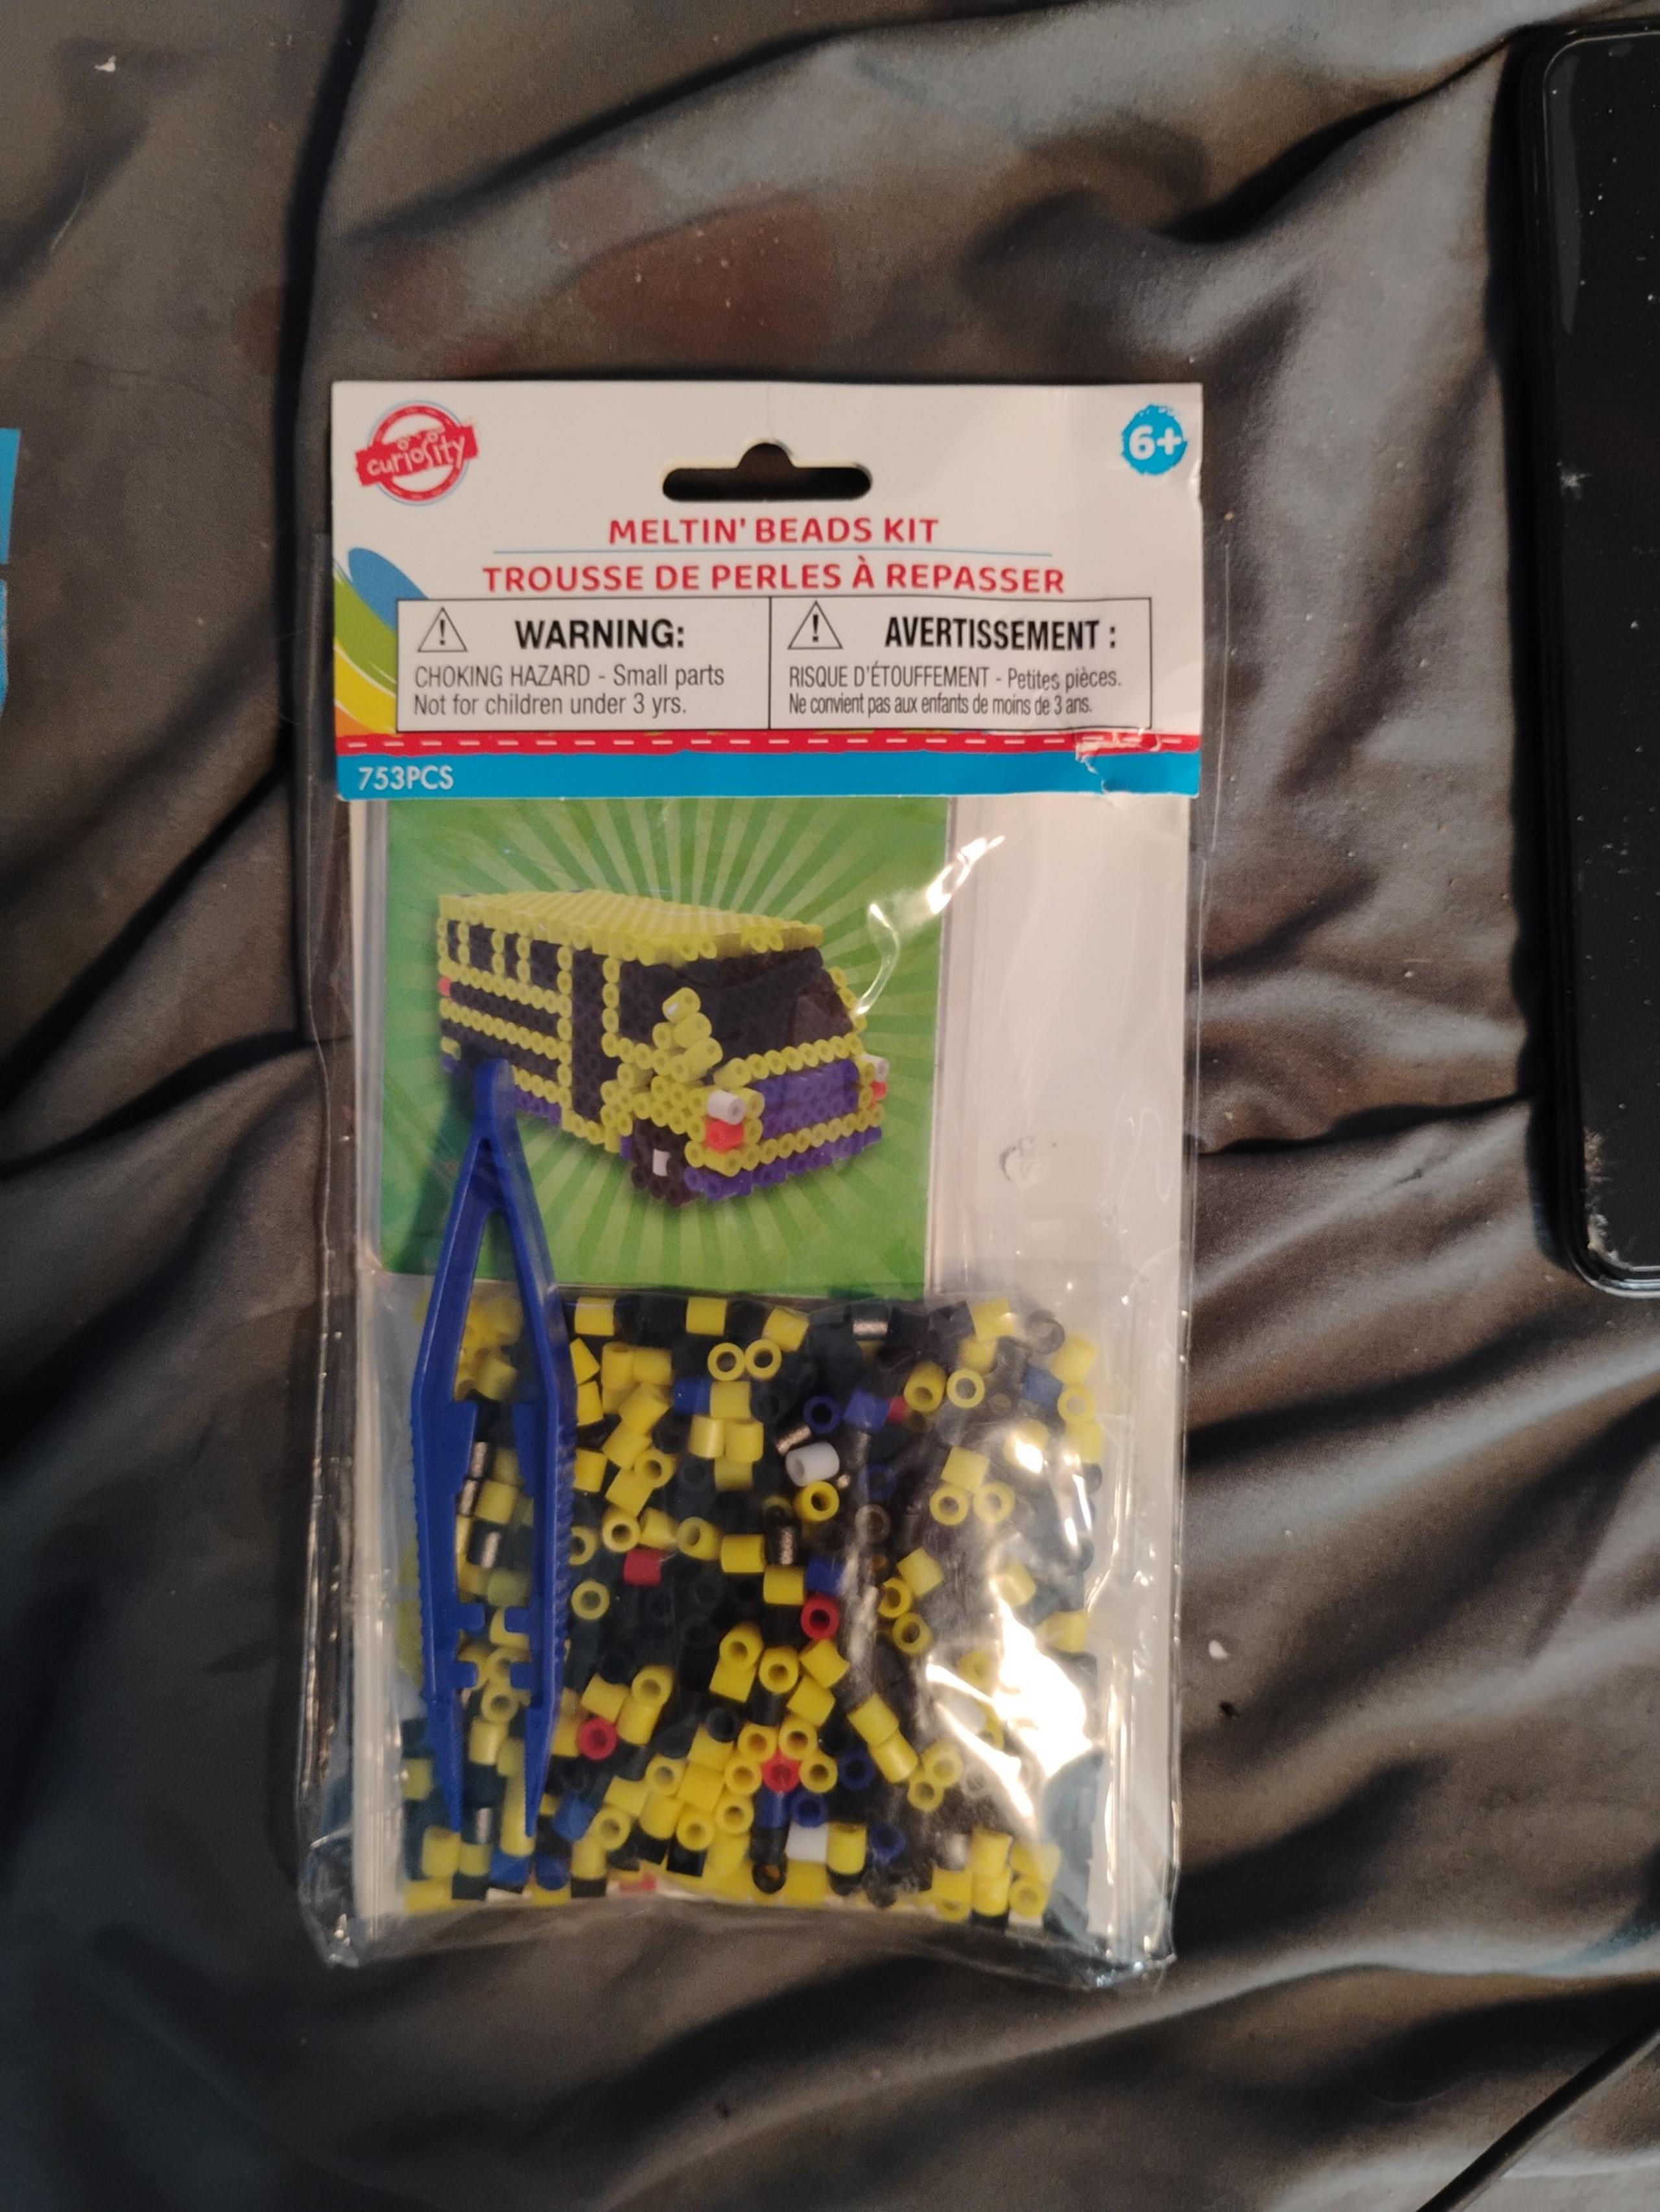 curiosity
6+
MELTIN' BEADS KIT
TROUSSE DE PERLES À REPASSER
WARNING:
CHOKING HAZARD - Small parts
Not for children under 3 yrs.
AVERTISSEMENT :
RISQUE D'ÉTOUFFEMENT - Petites pièces.
Ne convient pas aux enfants de moins de 3 ans.
753PCS